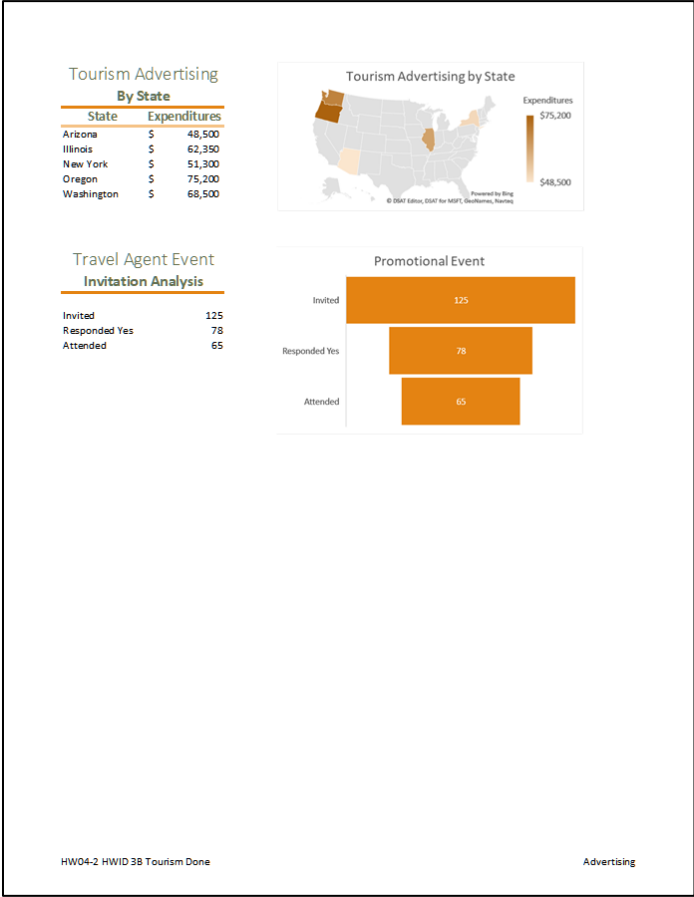 Tourism Advertising
By State
State Expenditures
Arizona $ 48,500
Illinois $ 62,350
New York $ 51,300
Oregon $ 75,200
Washington $ 68,500
Tourism Advertising by State
Expenditures
$75,200
$48,500
Powered by Bing
© DSAT Editor, DSAT for MSFT, GeoNames, Navteq
Travel Agent Event
Invitation Analysis
Invited 125
Responded Yes 78
Attended 65
Promotional Event
Invited 125
Responded Yes 78
Attended 65
HW04-2 HWID 3B Tourism Done Advertising